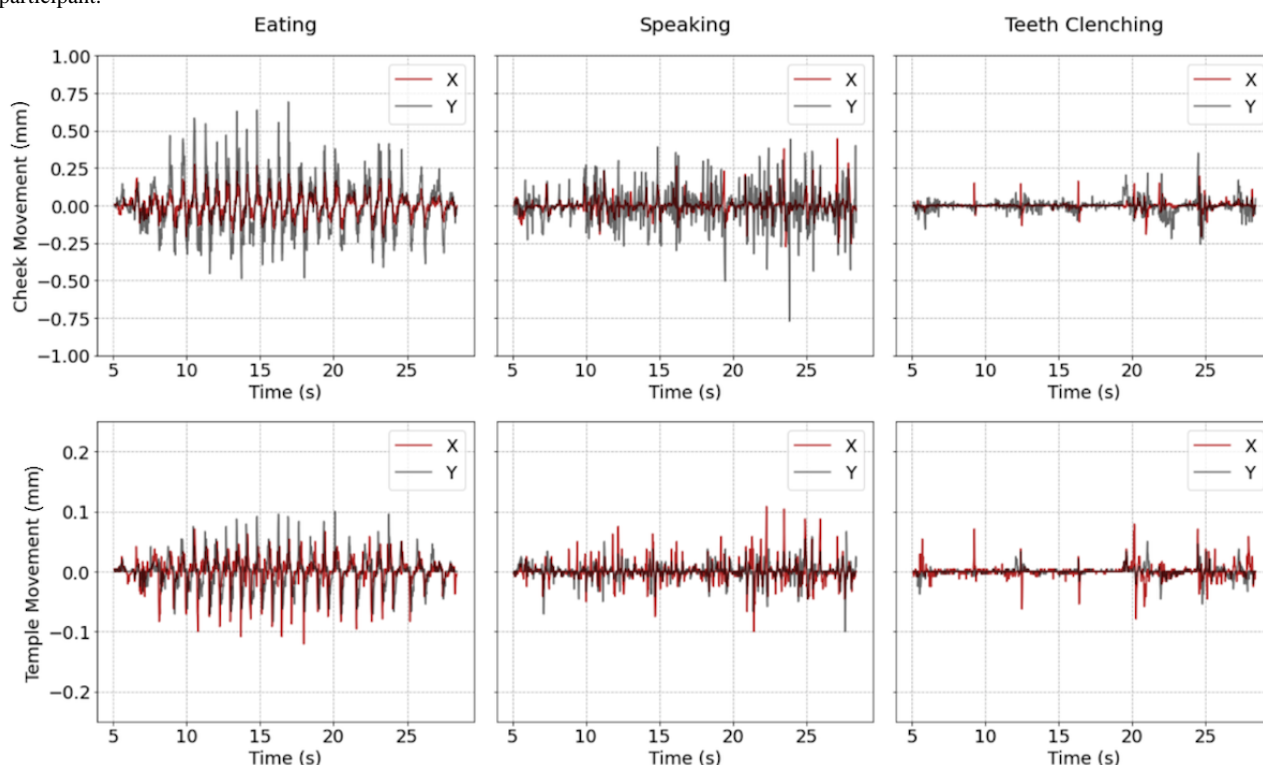 participant.
Eating
Speaking
Teeth Clenching
Cheek Movement (mm)
1.00
0.75
0.50
0.25
0.00
−0.25
−0.50
−0.75
−1.00
X
Y
X
Y
X
Y
5 10 15 20 25
5 10 15 20 25
5 10 15 20 25
Time (s)
Time (s)
Time (s)
Temple Movement (mm)
0.2
0.1
0.0
−0.1
−0.2
X
Y
X
Y
X
Y
5 10 15 20 25
5 10 15 20 25
5 10 15 20 25
Time (s)
Time (s)
Time (s)